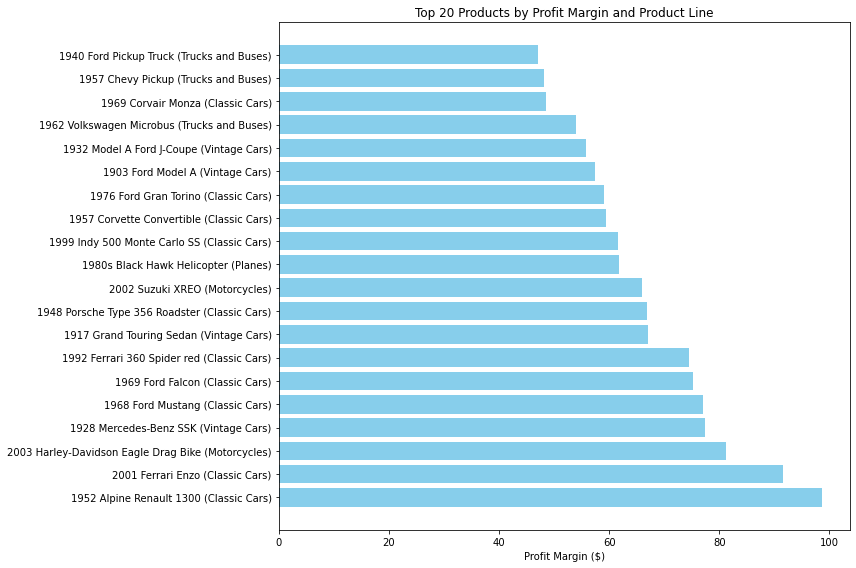 Top 20 Products by Profit Margin and Product Line
1940 Ford Pickup Truck (Trucks and Buses)
1957 Chevy Pickup (Trucks and Buses)
1969 Corvair Monza (Classic Cars)
1962 Volkswagen Microbus (Trucks and Buses)
1932 Model A Ford J-Coupe (Vintage Cars)
1903 Ford Model A (Vintage Cars)
1976 Ford Gran Torino (Classic Cars)
1957 Corvette Convertible (Classic Cars)
1999 Indy 500 Monte Carlo SS (Classic Cars)
1980s Black Hawk Helicopter (Planes)
2002 Suzuki XREO (Motorcycles)
1948 Porsche Type 356 Roadster (Classic Cars)
1917 Grand Touring Sedan (Vintage Cars)
1992 Ferrari 360 Spider red (Classic Cars)
1969 Ford Falcon (Classic Cars)
1968 Ford Mustang (Classic Cars)
1928 Mercedes-Benz SSK (Vintage Cars)
2003 Harley-Davidson Eagle Drag Bike (Motorcycles)
2001 Ferrari Enzo (Classic Cars)
1952 Alpine Renault 1300 (Classic Cars)
0 20 40 60 80 100
Profit Margin ($)